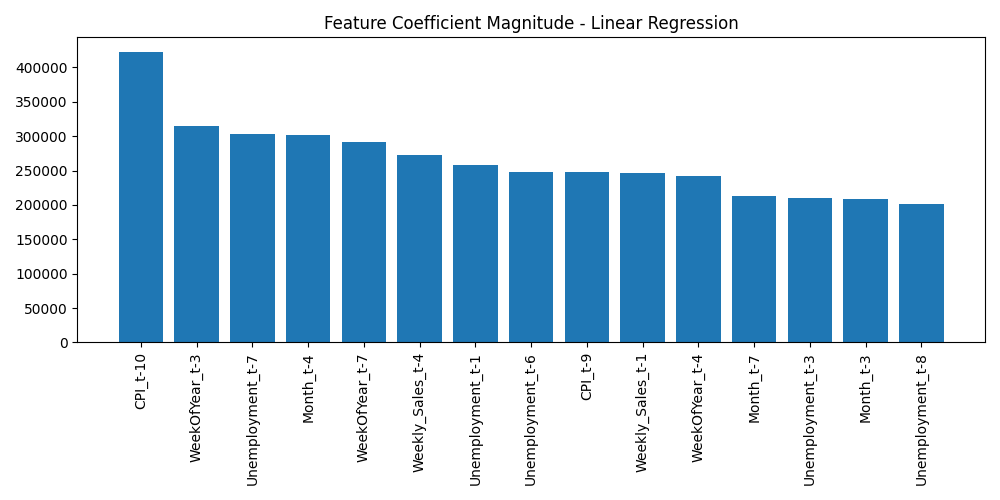 Feature Coefficient Magnitude - Linear Regression
400000
350000
300000
250000
200000
150000
100000
50000
0
CPI_t-10
WeekOfYear_t-3
Unemployment_t-7
Month_t-4
WeekOfYear_t-7
Weekly_Sales_t-4
Unemployment_t-1
Unemployment_t-6
CPI_t-9
Weekly_Sales_t-1
WeekOfYear_t-4
Month_t-7
Unemployment_t-3
Month_t-3
Unemployment_t-8